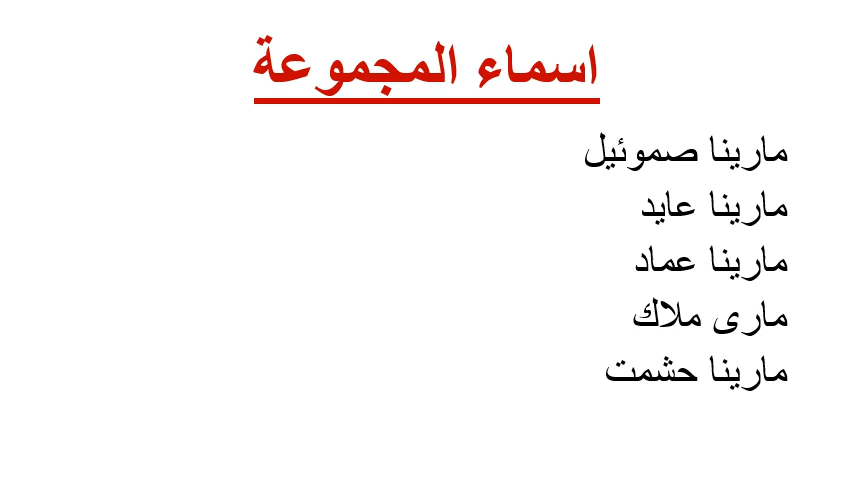 اسماء المجموعة
مارينا صموئيل
مارينا عايد
مارينا عماد
مارى ملاك
مارينا حشمت